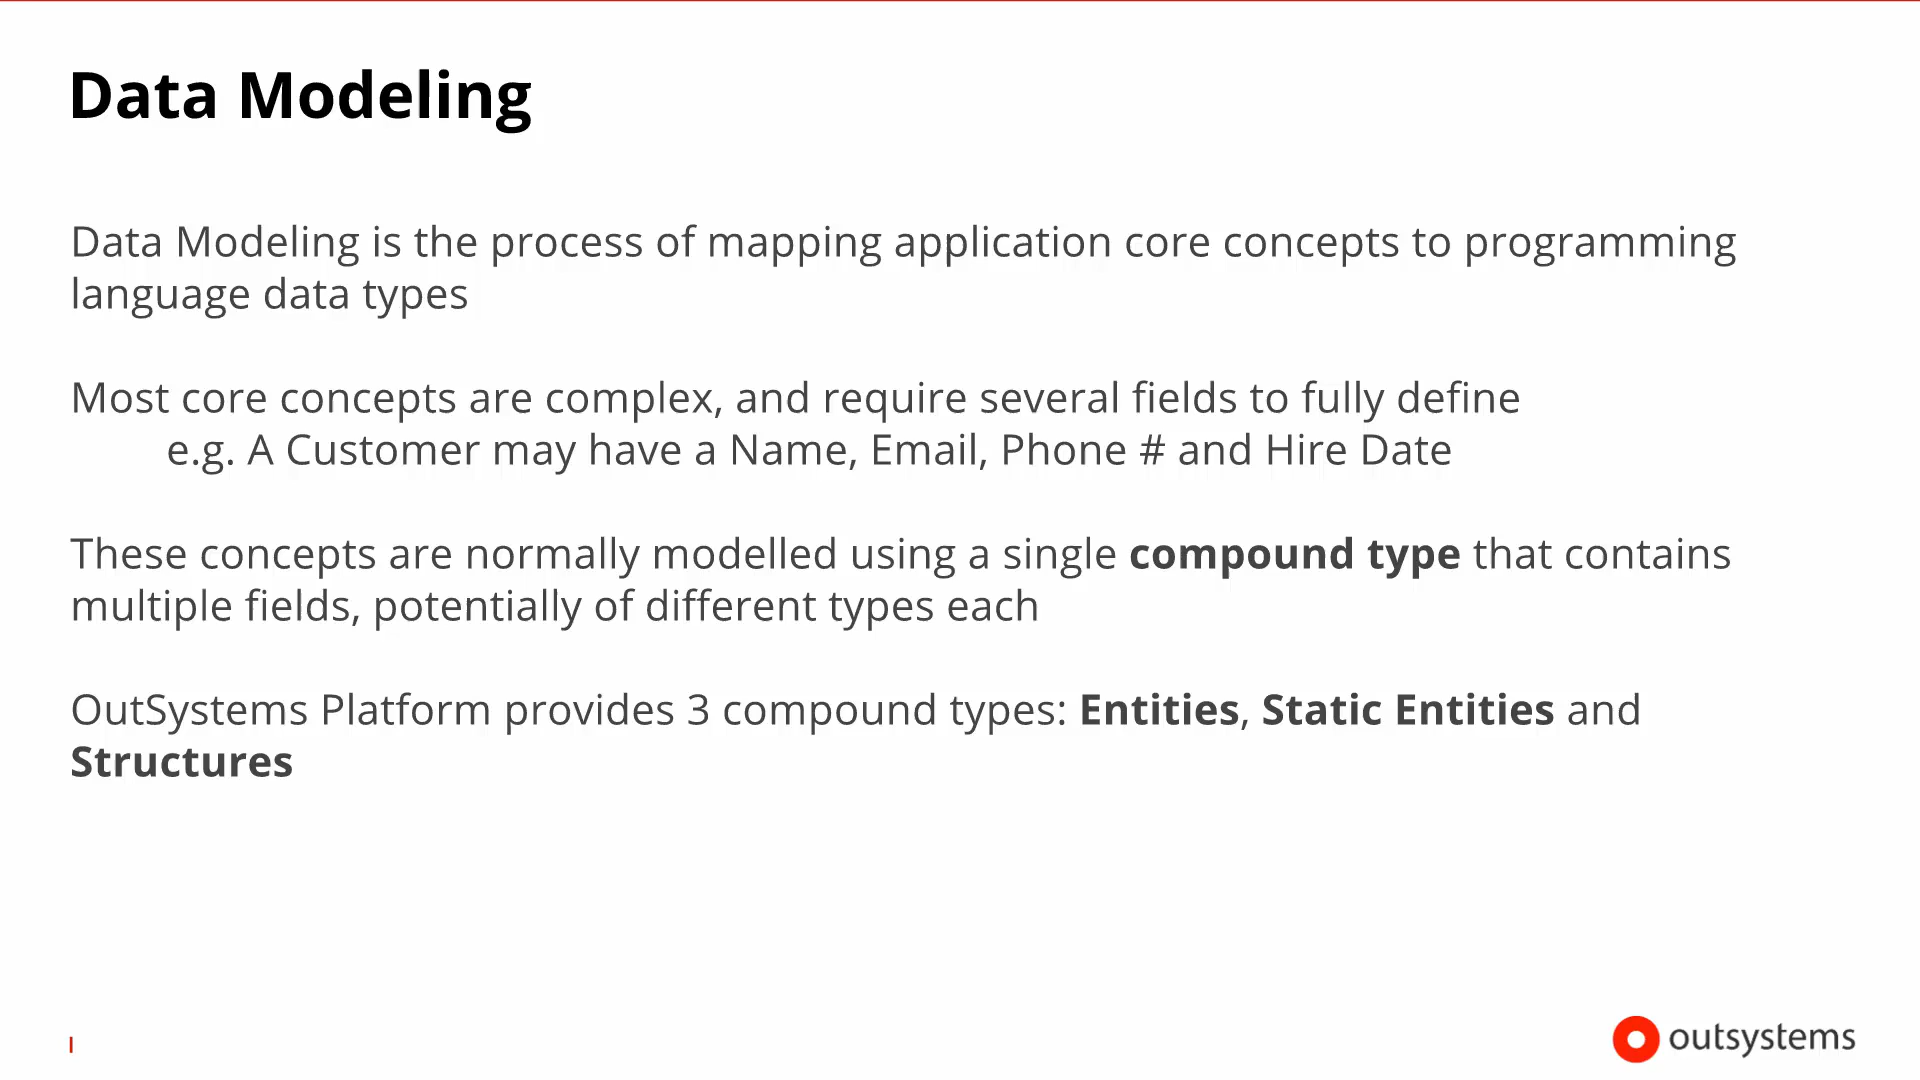 Data Modeling
Data Modeling is the process of mapping application core concepts to programming
language data types
Most core concepts are complex, and require several fields to fully define
e.g. A Customer may have a Name, Email, Phone # and Hire Date
These concepts are normally modelled using a single compound type that contains
multiple fields, potentially of different types each
OutSystems Platform provides 3 compound types: Entities, Static Entities and
Structures
outsystems